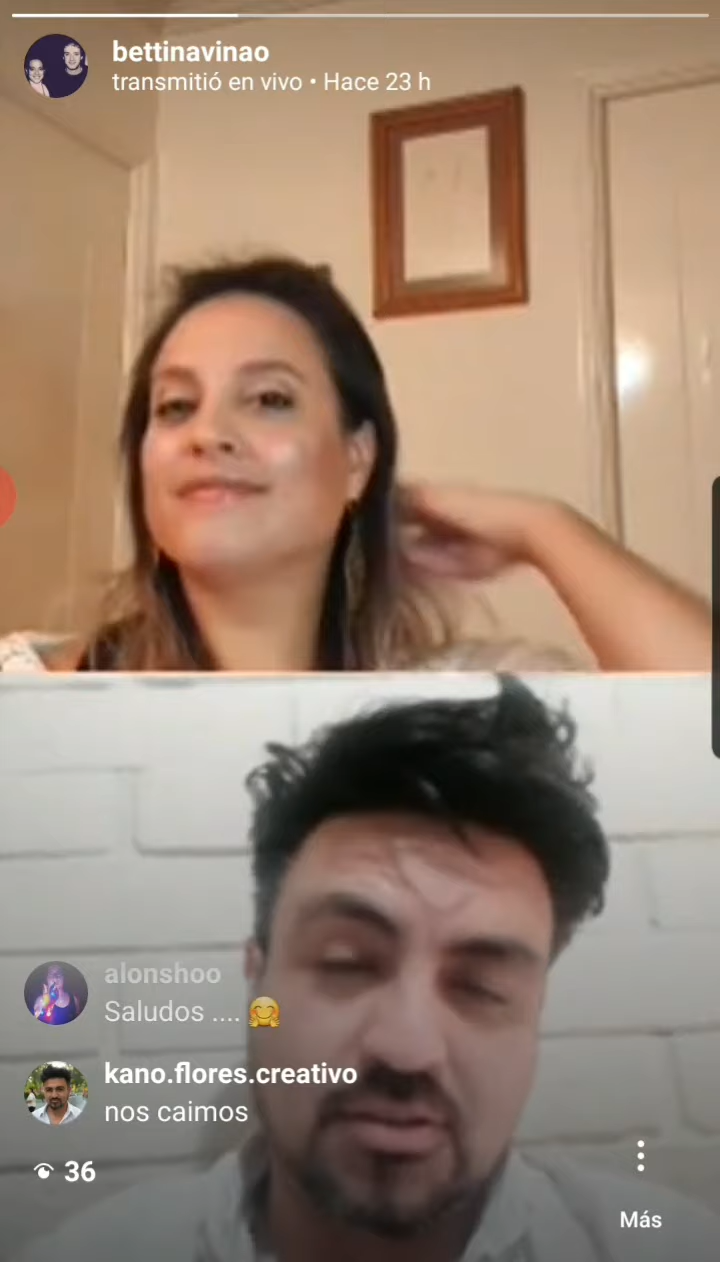 bettinavinao
transmitió en vivo • Hace 23 h
alonshoo
Saludos .... 🤗
kano.flores.creativo
nos caimos
36
Más